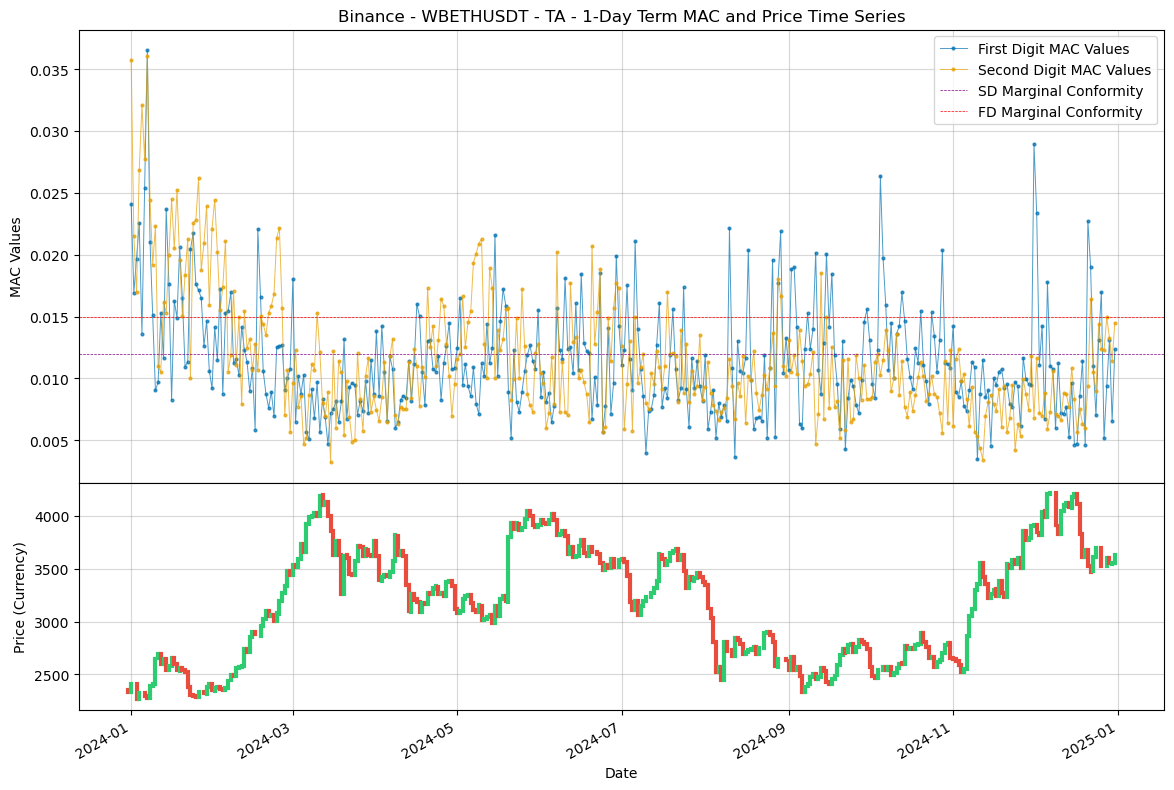 Binance - WBETHUSDT - TA - 1-Day Term MAC and Price Time Series
First Digit MAC Values
Second Digit MAC Values
SD Marginal Conformity
FD Marginal Conformity
MAC Values
0.035
0.030
0.025
0.020
0.015
0.010
0.005
Price (Currency)
4000
3500
3000
2500
2024-01
2024-03
2024-05
2024-07
2024-09
2024-11
2025-01
Date